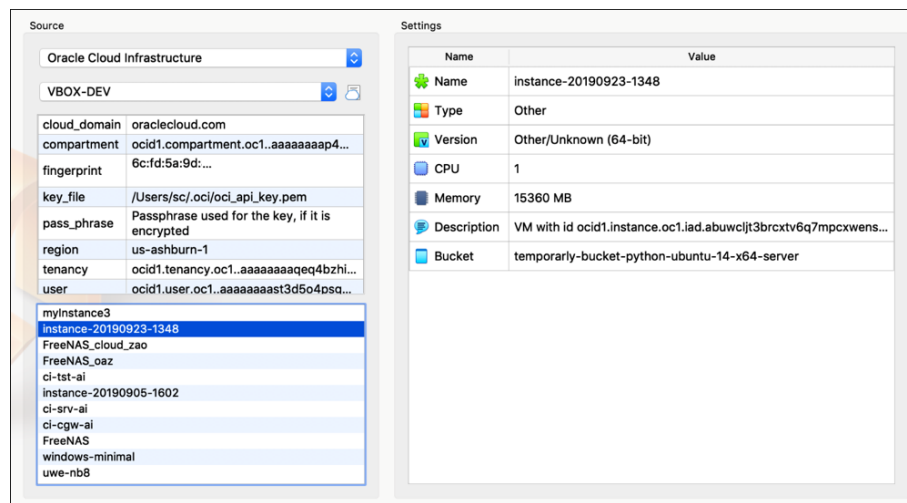 Source
Oracle Cloud Infrastructure
VBOX-DEV
cloud_domain oraclecloud.com
compartment ocid1.compartment.oc1..aaaaaaaap4...
fingerprint 6c:fd:5a:9d:...
key_file /Users/sc/.oci/oci_api_key.pem
pass_phrase Passphrase used for the key, if it is
encrypted
region us-ashburn-1
tenancy ocid1.tenancy.oc1..aaaaaaaaqeq4bzhi...
user ocid1.user.oc1..aaaaaaaast3d5o4psq...
myInstance3
instance-20190923-1348
FreeNAS_cloud_zao
FreeNAS_oaz
ci-tst-ai
instance-20190905-1602
ci-srv-ai
ci-cgw-ai
FreeNAS
windows-minimal
uwe-nb8
Settings
Name Value
Name instance-20190923-1348
Type Other
Version Other/Unknown (64-bit)
CPU 1
Memory 15360 MB
Description VM with id ocid1.instance.oc1.iad.abuwcljt3brcxtv6q7mpcxwens...
Bucket temporarly-bucket-python-ubuntu-14-x64-server